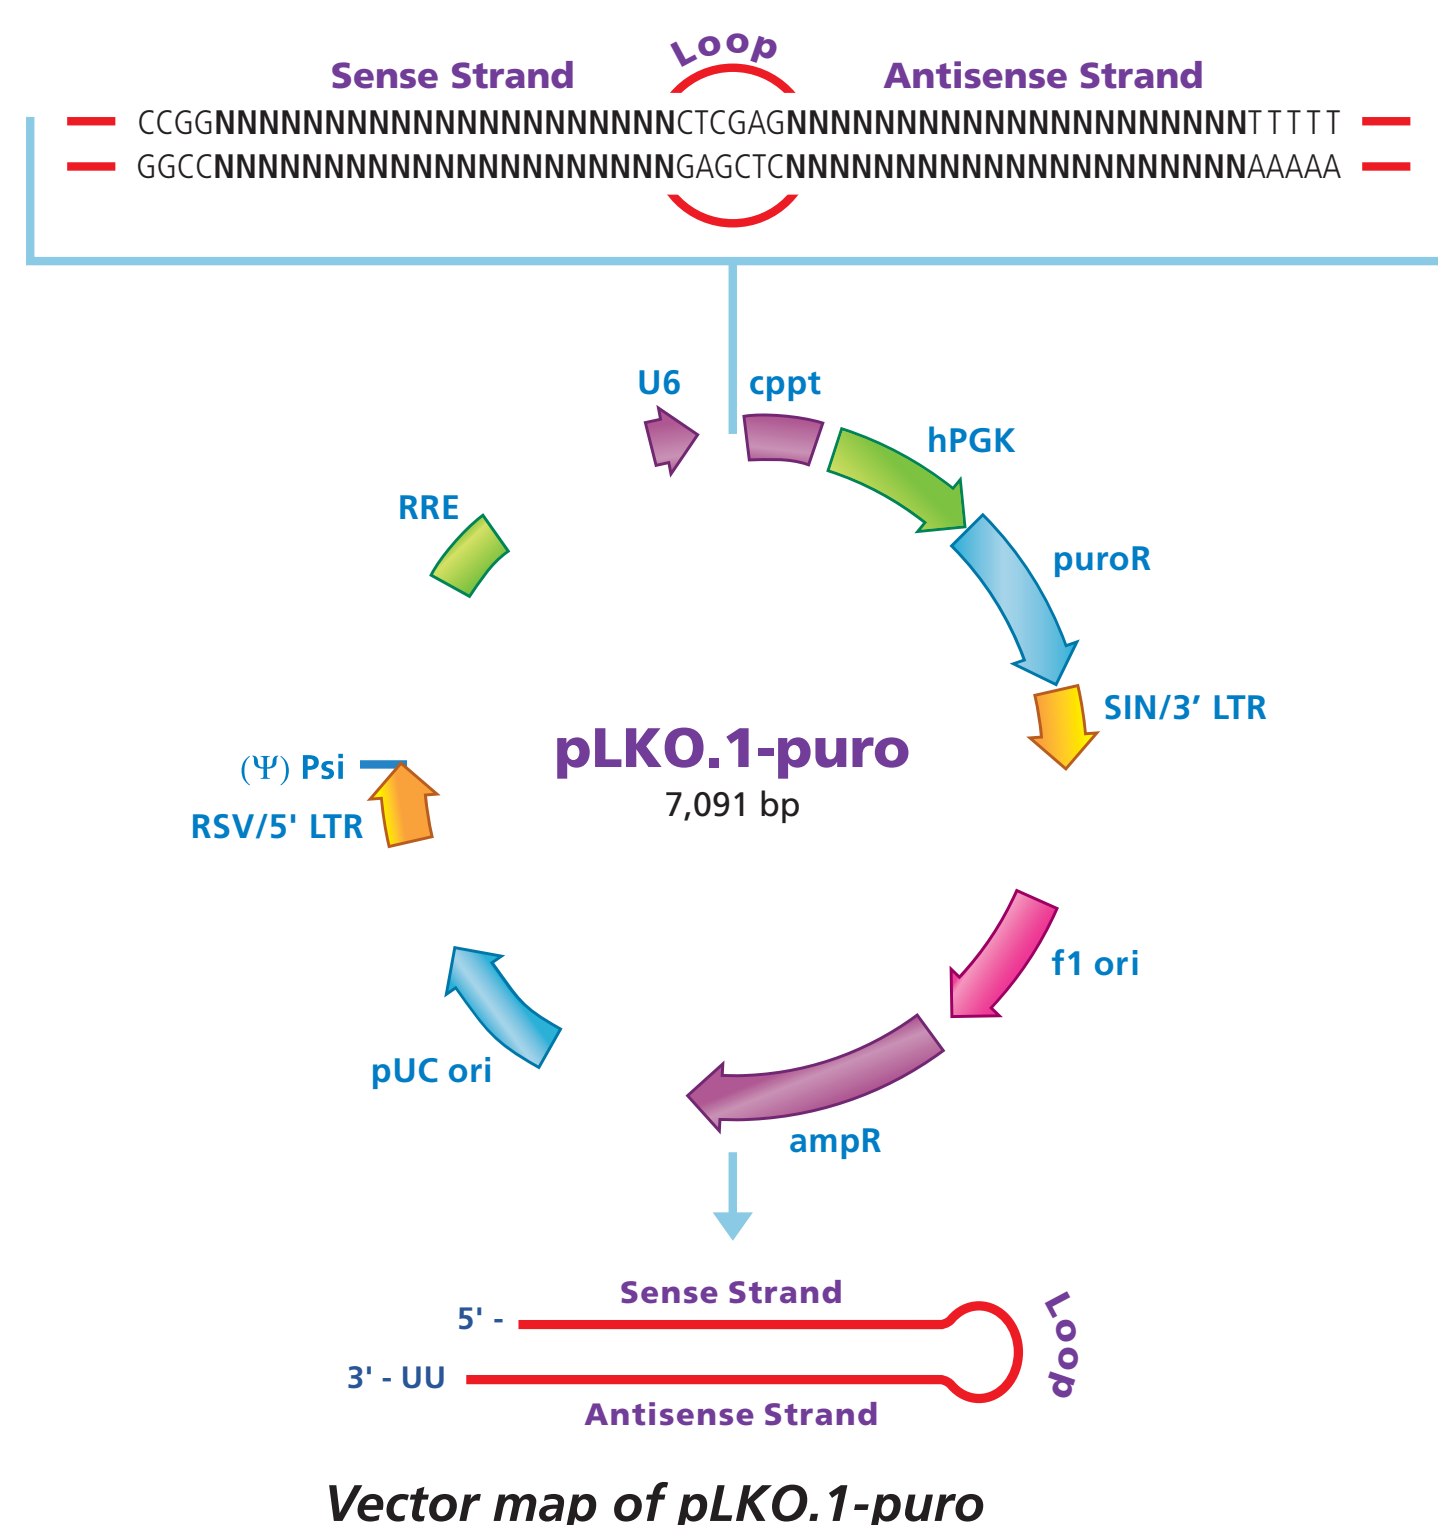 Loop
Sense Strand
Antisense Strand
CCGGNNNNNNNNNNNNNNNNNNNNNCTCGAGNNNNNNNNNNNNNNNNNNNNNTTTTT
GGCCNNNNNNNNNNNNNNNNNNNNNGAGCTCNNNNNNNNNNNNNNNNNNNNNAAAAA
U6
cppt
hPGK
RRE
puroR
SIN/3’ LTR
pLKO.1-puro
7,091 bp
(Ψ) Psi
RSV/5' LTR
f1 ori
pUC ori
ampR
Sense Strand
5' -
Loop
3' - UU
Antisense Strand
Vector map of pLKO.1-puro